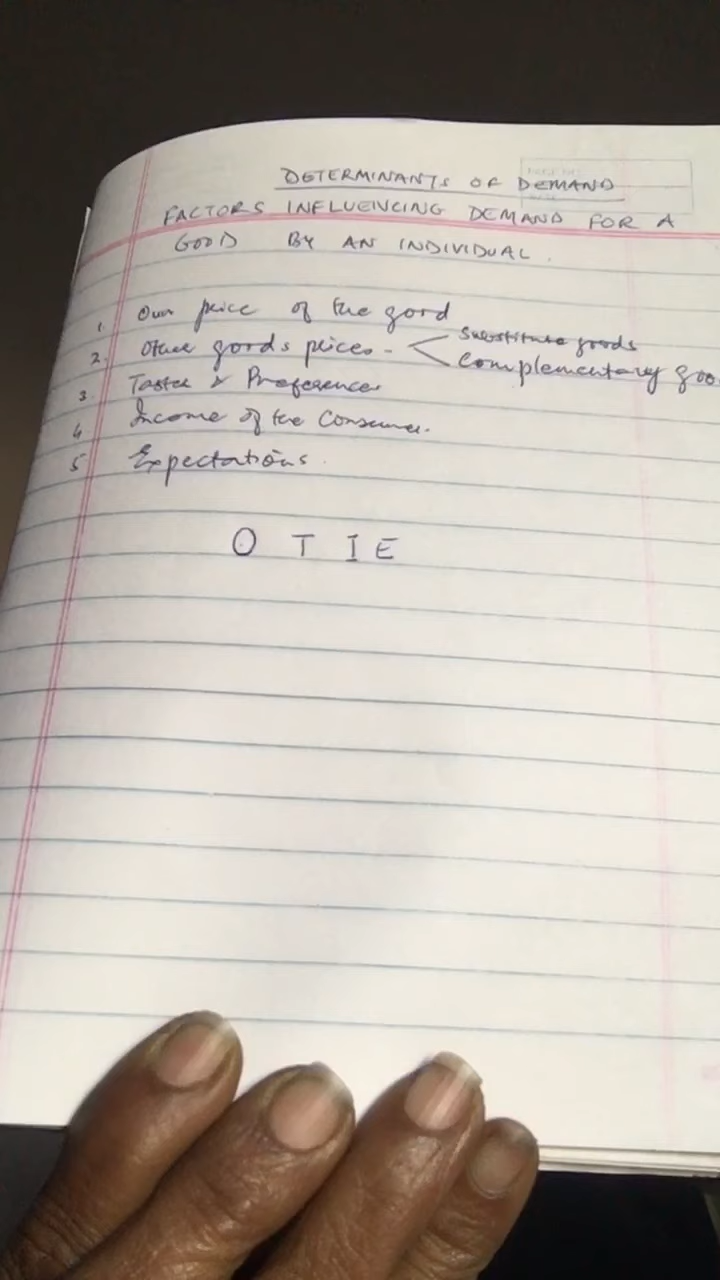 DETERMINANTS OF DEMAND
FACTORS INFLUENCING DEMAND FOR A
GOOD BY AN INDIVIDUAL.
1. Own price of the good
2. Other goods prices - Substitute goods
Complementary goo
3. Tastes & Preferences
4 Income of the Consumer.
5 Expectations.
O T I E